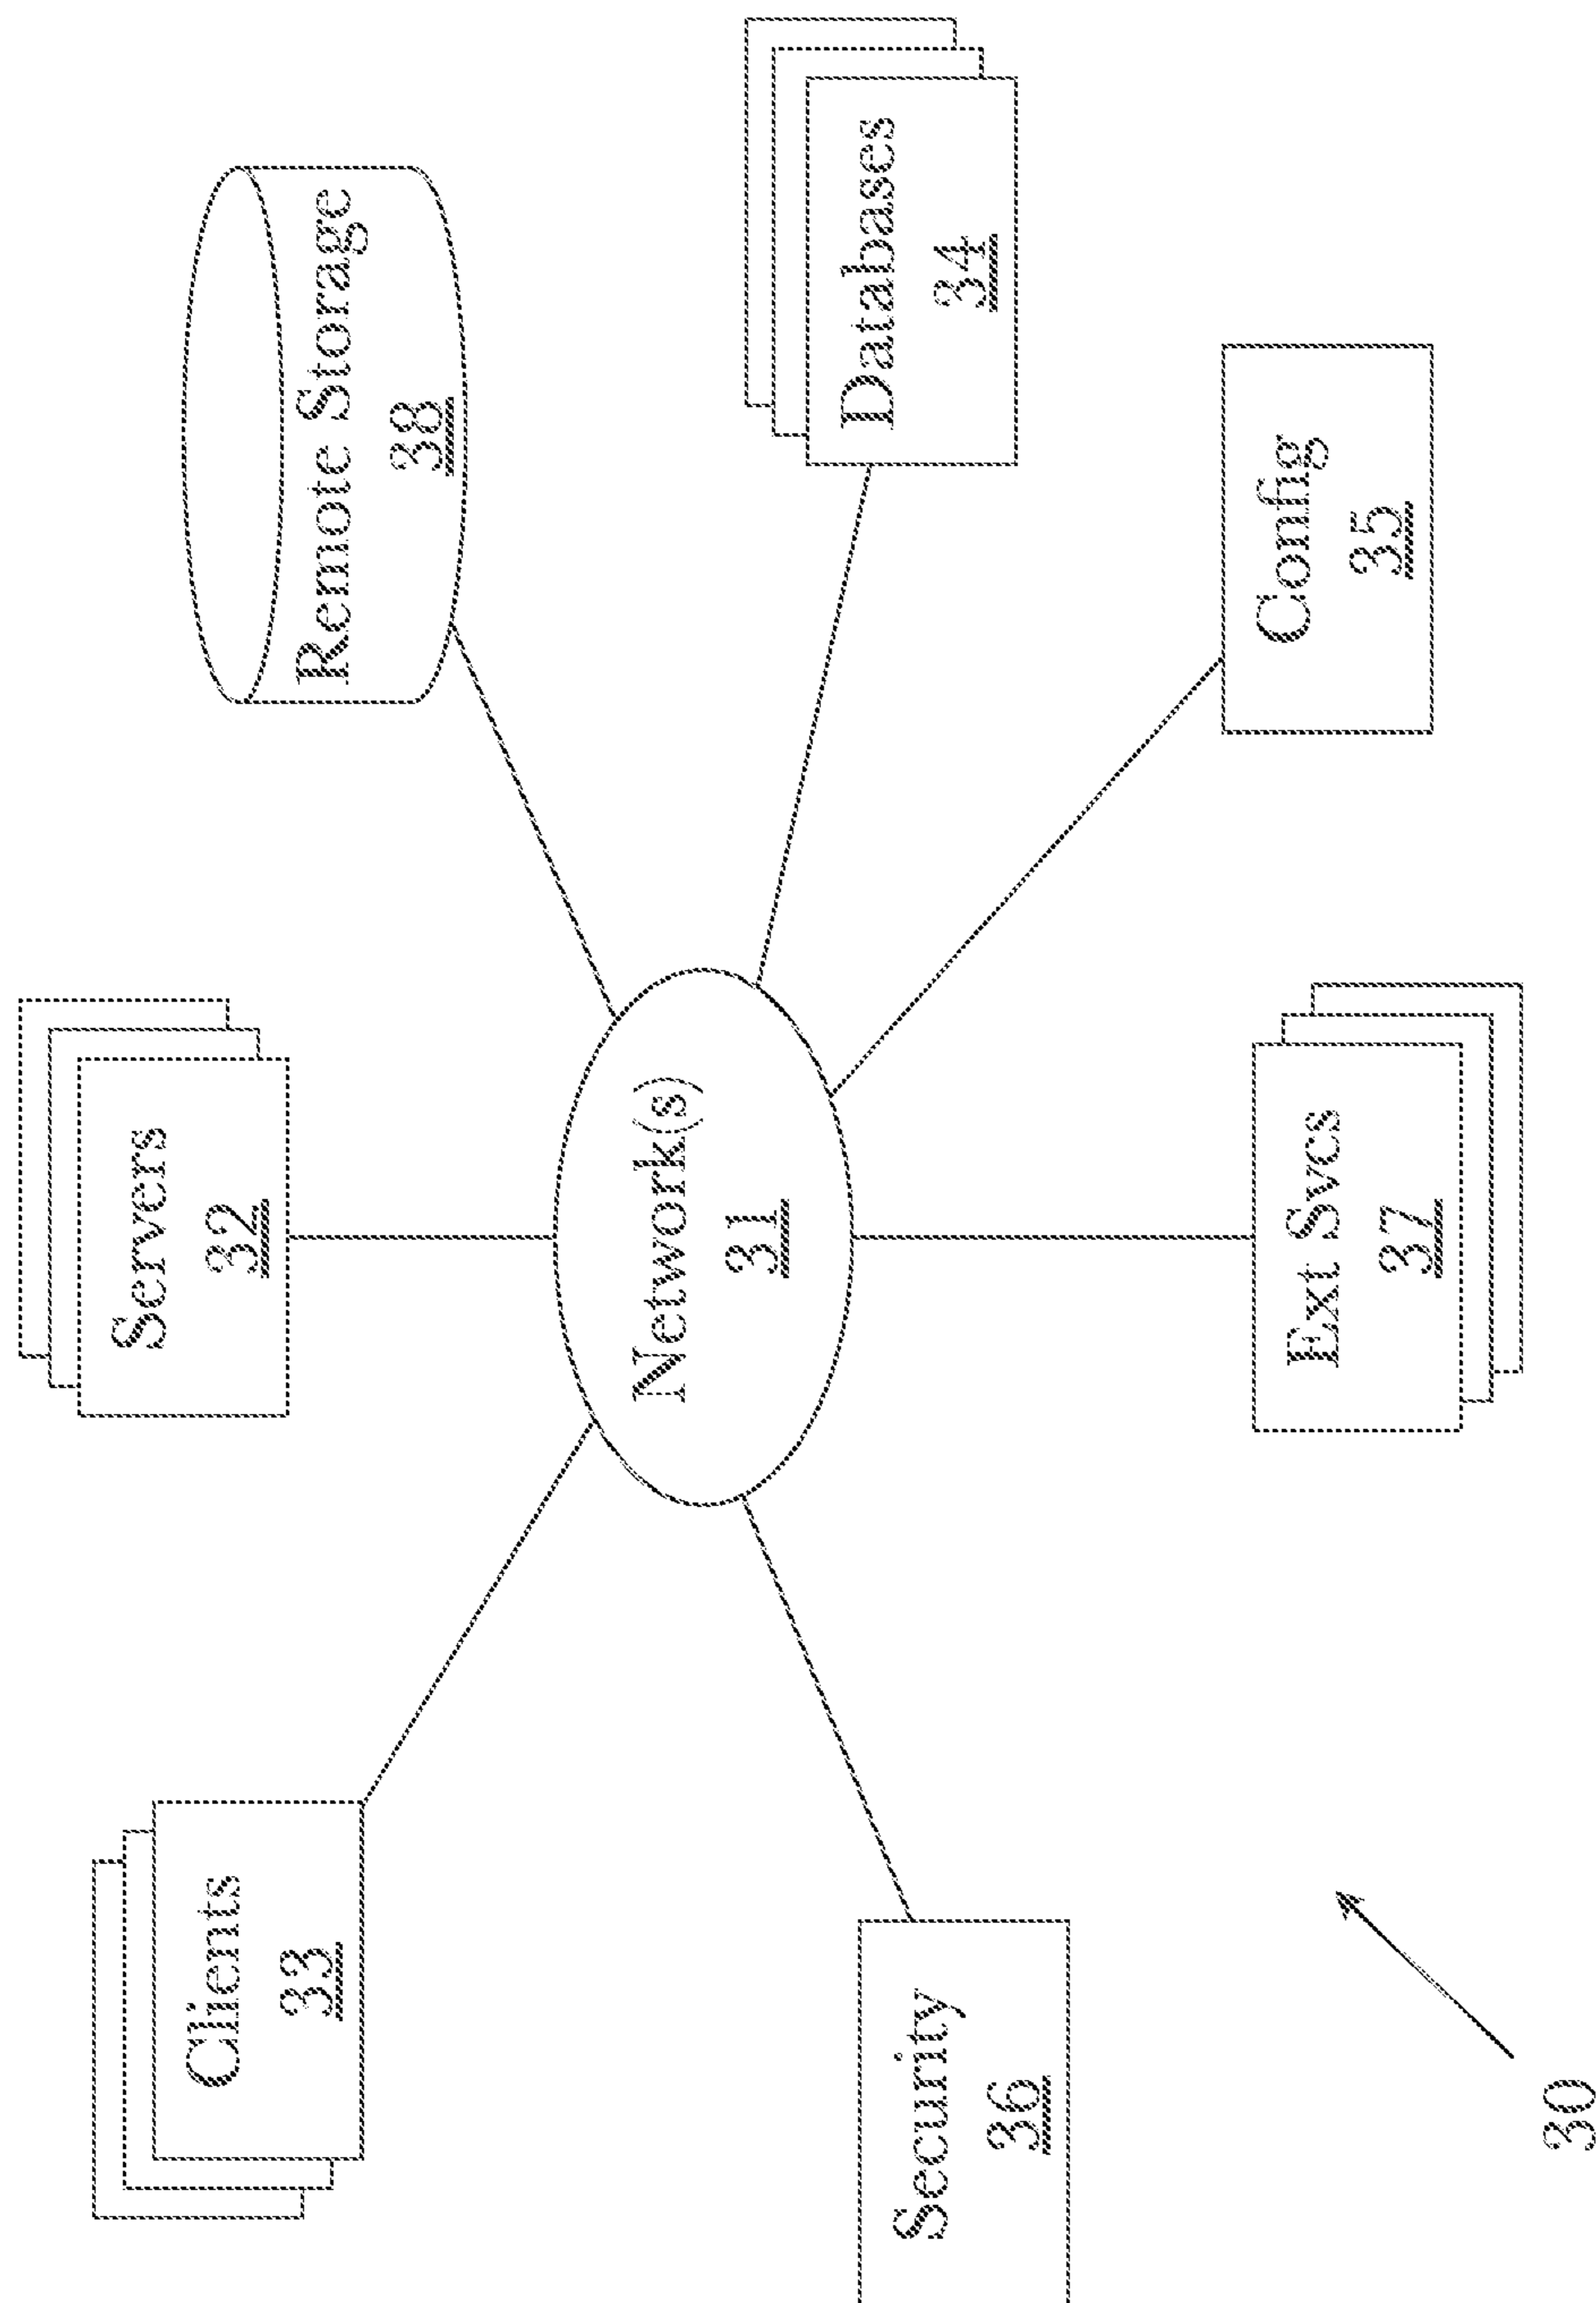 Clients
33
Servers
32
Remote Storage
38
Network(s)
31
Databases
34
Security
36
Ext Svcs
37
Config
35
30